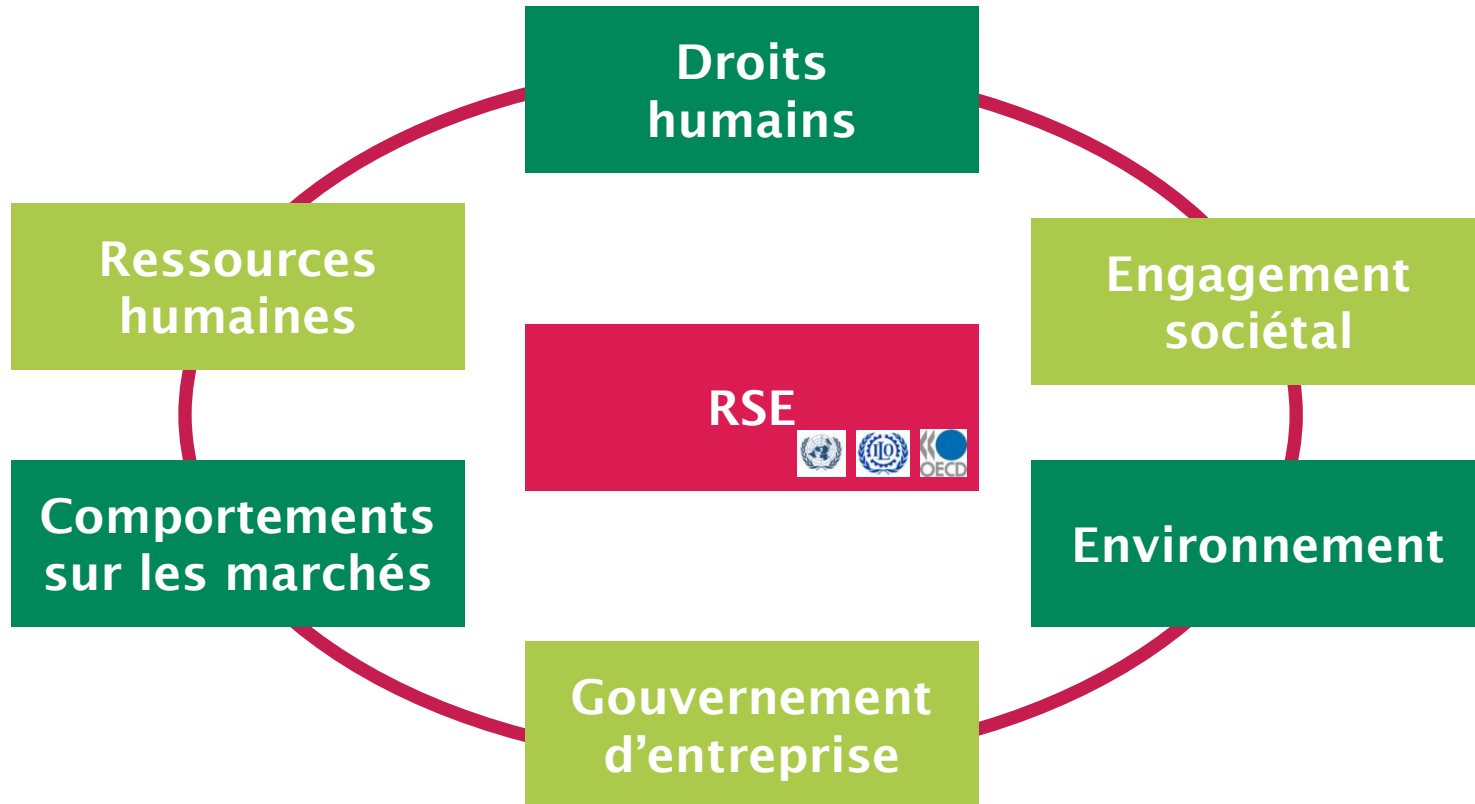 Droits
humains
Ressources
humaines
Engagement
sociétal
RSE
ILO
OECD
Comportements
sur les marchés
Environnement
Gouvernement
d’entreprise